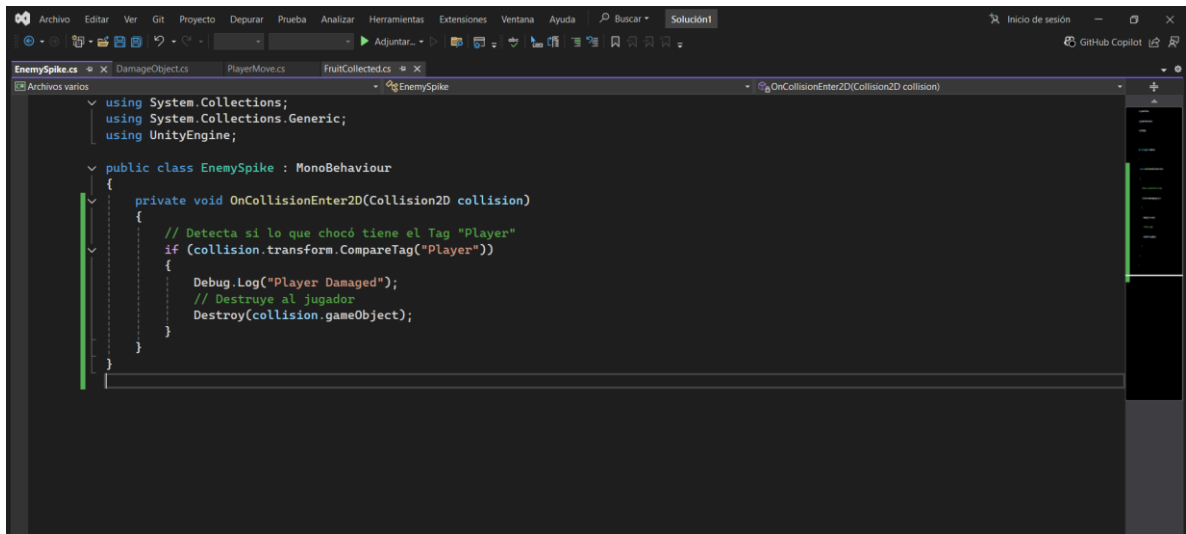 Archivo Editar Ver Git Proyecto Depurar Prueba Analizar Herramientas Extensiones Ventana Ayuda Buscar Solución1 Inicio de sesión
Adjuntar... GitHub Copilot
EnemySpike.cs DamageObject.cs PlayerMove.cs FruitCollected.cs
Archivos varios EnemySpike OnCollisionEnter2D(Collision2D collision)
using System.Collections;
using System.Collections.Generic;
using UnityEngine;
public class EnemySpike : MonoBehaviour
{
private void OnCollisionEnter2D(Collision2D collision)
{
// Detecta si lo que chocó tiene el Tag "Player"
if (collision.transform.CompareTag("Player"))
{
Debug.Log("Player Damaged");
// Destruye al jugador
Destroy(collision.gameObject);
}
}
}